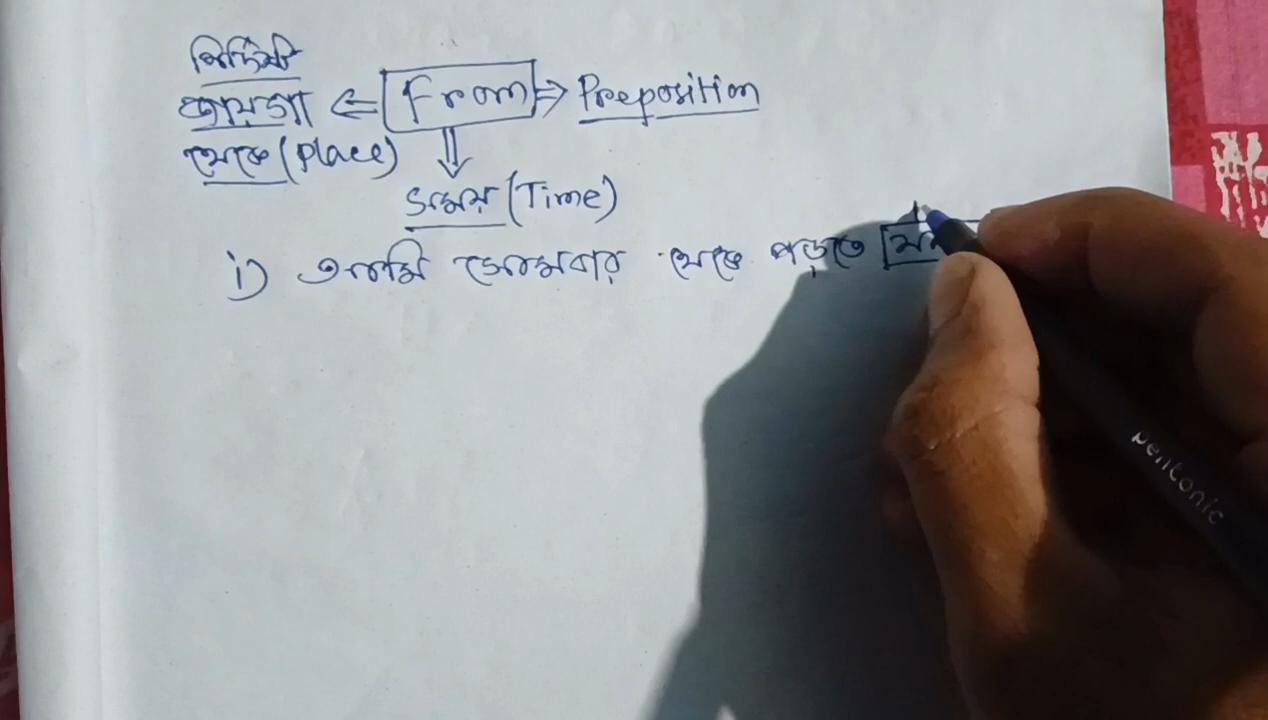 নির্দিষ্ট
জায়গা ⇐ From ⇒ Preposition
থেকে (Place) ⇓
সময় (Time)
i) আমি সোমবার থেকে পড়তে
pentonic